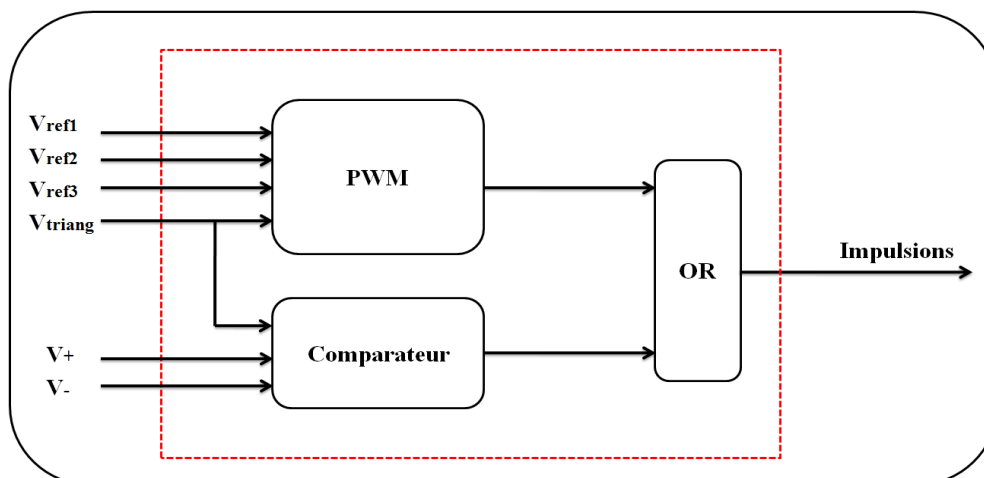 Vref1
Vref2
Vref3
Vtriang
PWM
OR
Impulsions
V+
V-
Comparateur